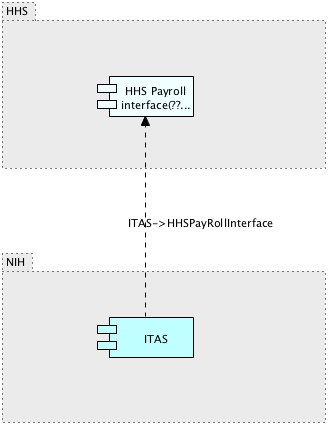 HHS
HHS Payroll
interface(??...
ITAS->HHSPayRollInterface
NIH
ITAS